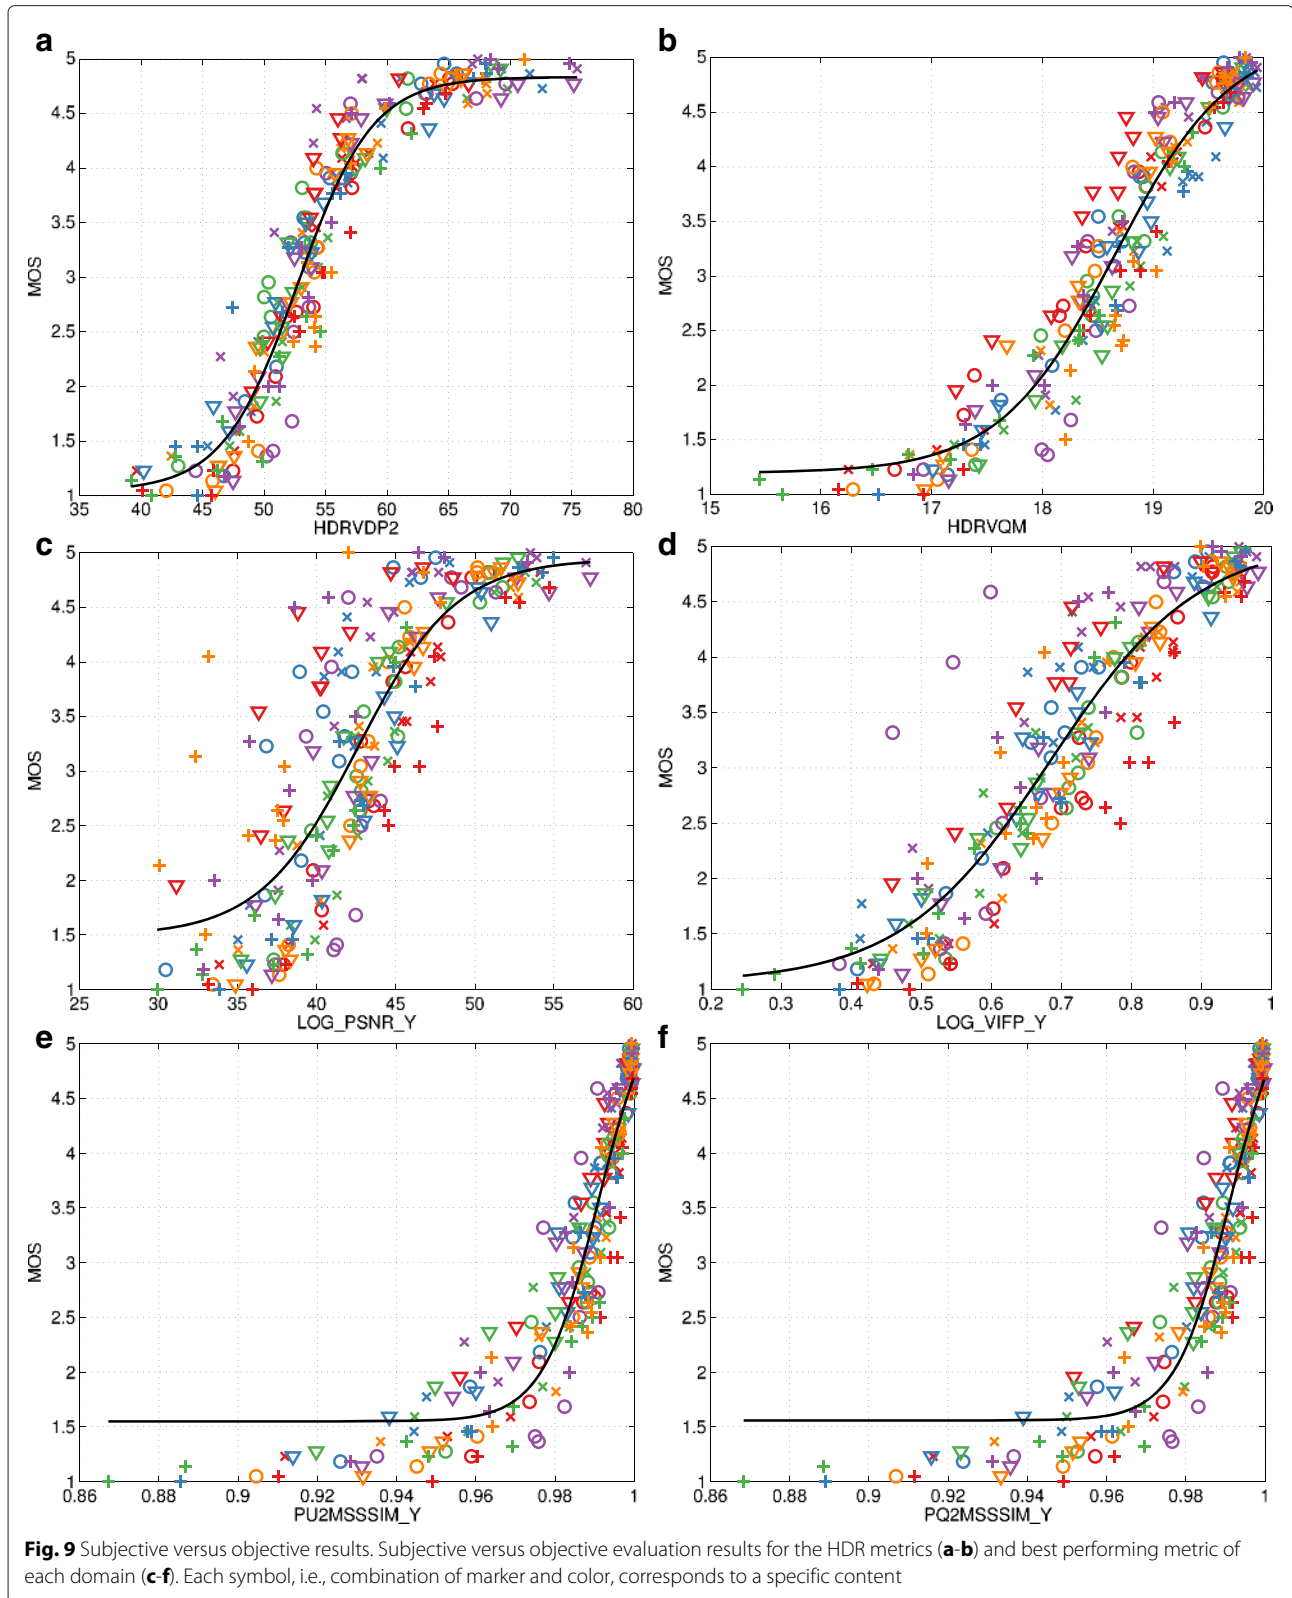 a
b
5
4.5
4
3.5
3
2.5
2
1.5
1
MOS
35 40 45 50 55 60 65 70 75 80
HDRVDP2
5
4.5
4
3.5
3
2.5
2
1.5
1
MOS
15 16 17 18 19 20
HDRVQM
c
d
5
4.5
4
3.5
3
2.5
2
1.5
1
MOS
25 30 35 40 45 50 55 60
LOG_PSNR_Y
5
4.5
4
3.5
3
2.5
2
1.5
1
MOS
0.2 0.3 0.4 0.5 0.6 0.7 0.8 0.9 1
LOG_VIFP_Y
e
f
5
4.5
4
3.5
3
2.5
2
1.5
1
MOS
0.86 0.88 0.9 0.92 0.94 0.96 0.98 1
PU2MSSSIM_Y
5
4.5
4
3.5
3
2.5
2
1.5
1
MOS
0.86 0.88 0.9 0.92 0.94 0.96 0.98 1
PQ2MSSSIM_Y
Fig. 9 Subjective versus objective results. Subjective versus objective evaluation results for the HDR metrics (a-b) and best performing metric of
each domain (c-f). Each symbol, i.e., combination of marker and color, corresponds to a specific content